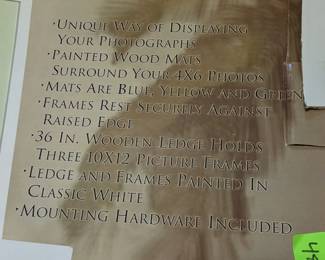 ·Unique Way of Displaying
Your Photographs
·Painted Wood Mats
Surround Your 4x6 Photos
·Mats Are Blue, Yellow and Green
·Frames Rest Securely Against
Raised Edge
·36 In. Wooden Ledge Holds
Three 10x12 Picture Frames
·Ledge and Frames Painted In
Classic White
·Mounting Hardware Included